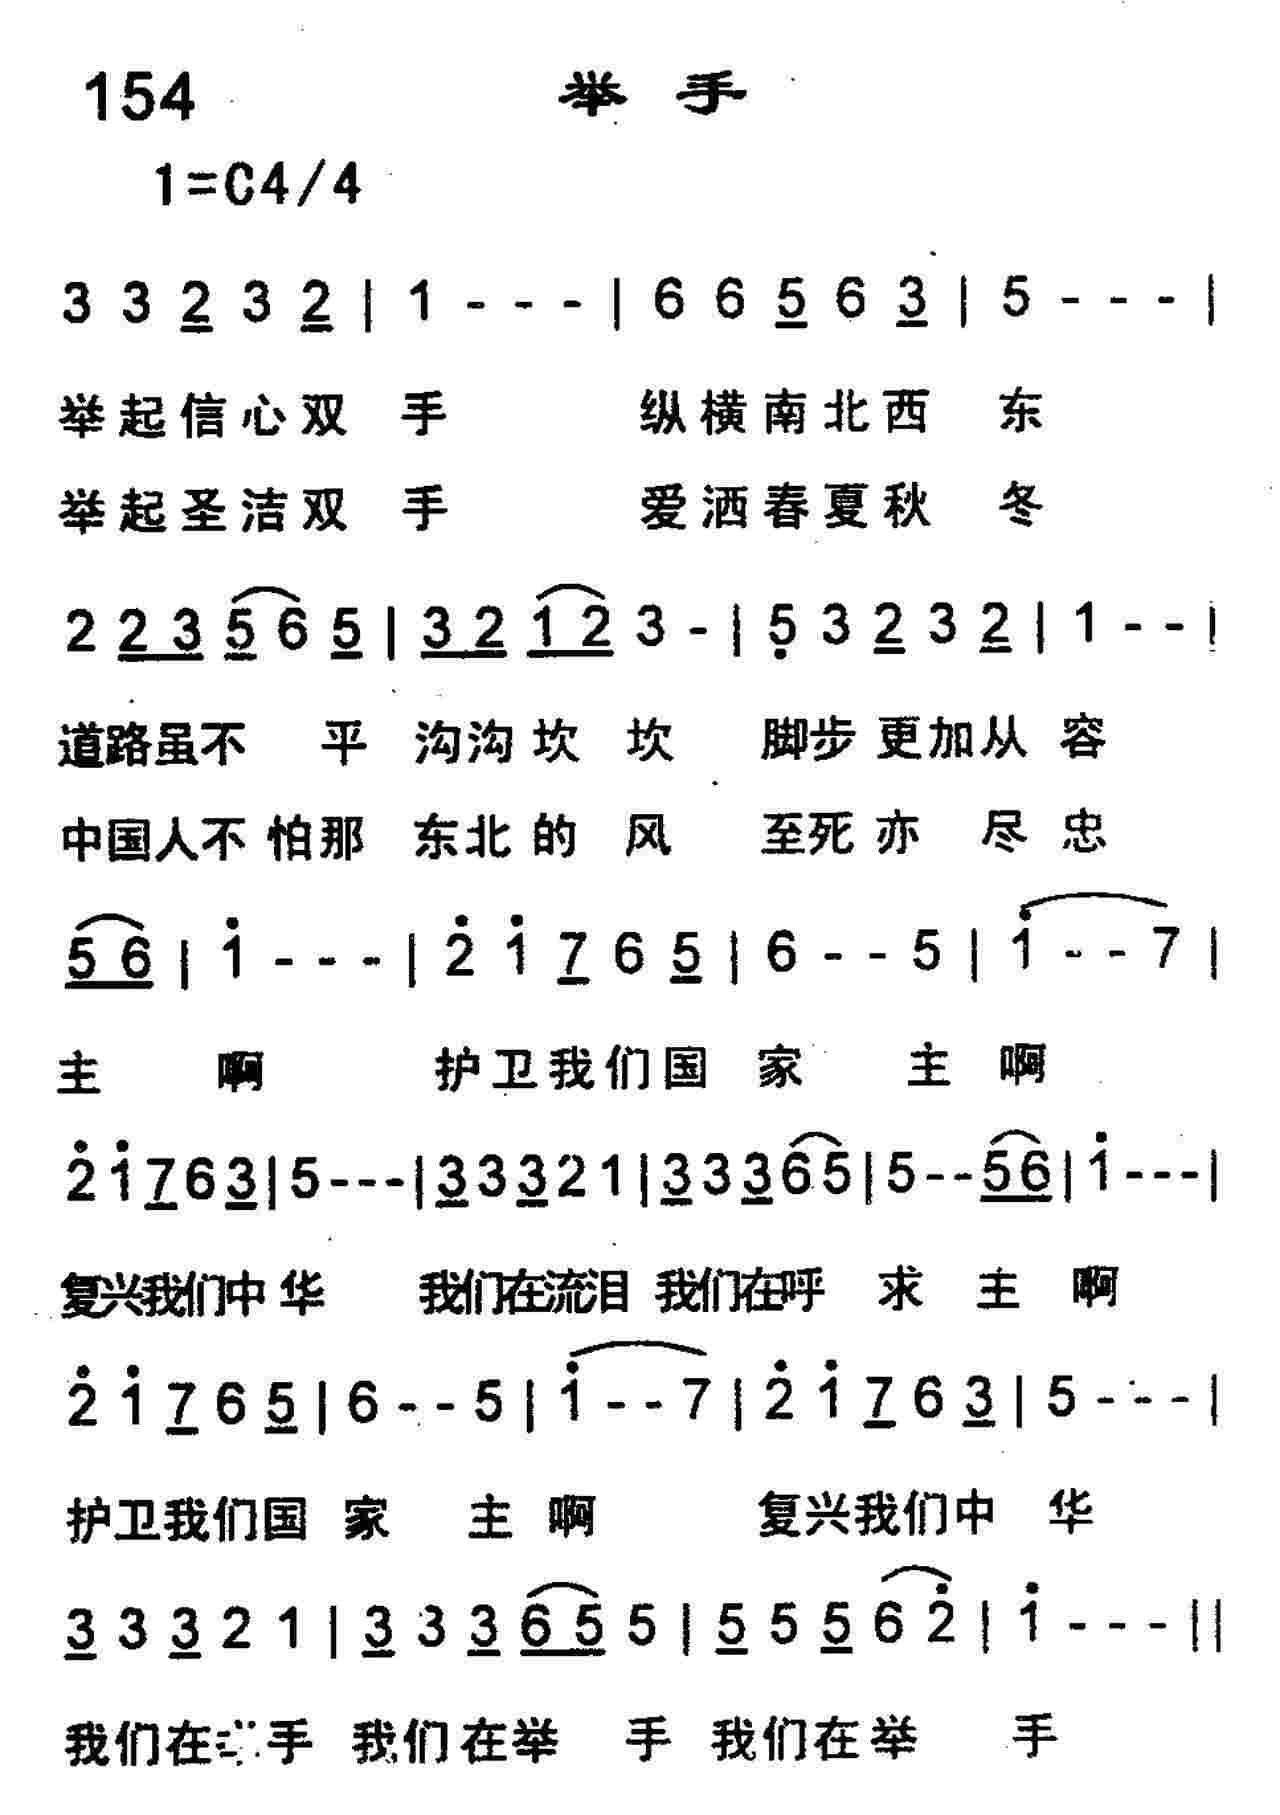 154 举手
1=C4/4
3 3 2 3 2 | 1 - - - | 6 6 5 6 3 | 5 - - - |
举起信心双 手 纵横南北西 东
举起圣洁双 手 爱洒春夏秋 冬
2 2 3 5 6 5 | 3 2 1 2 3 - | 5 3 2 3 2 | 1 - - |
道路虽不 平 沟沟坎 坎 脚步更加从 容
中国人不怕那 东北的 风 至死亦 尽 忠
5 6 | 1 - - - | 2 1 7 6 5 | 6 - - 5 | 1 - - 7 |
主 啊 护卫我们国 家 主 啊
2 1 7 6 3 | 5 - - - | 3 3 3 2 1 | 3 3 3 6 5 | 5 - - 5 6 | 1 - - - |
复兴我们中 华 我们在流泪 我们在呼 求 主 啊
2 1 7 6 5 | 6 - - 5 | 1 - - 7 | 2 1 7 6 3 | 5 - - - |
护卫我们国 家 主 啊 复兴我们中 华
3 3 3 2 1 | 3 3 3 6 5 5 | 5 5 5 6 2 | 1 - - - ||
我们在 手 我们在举 手 我们在举 手